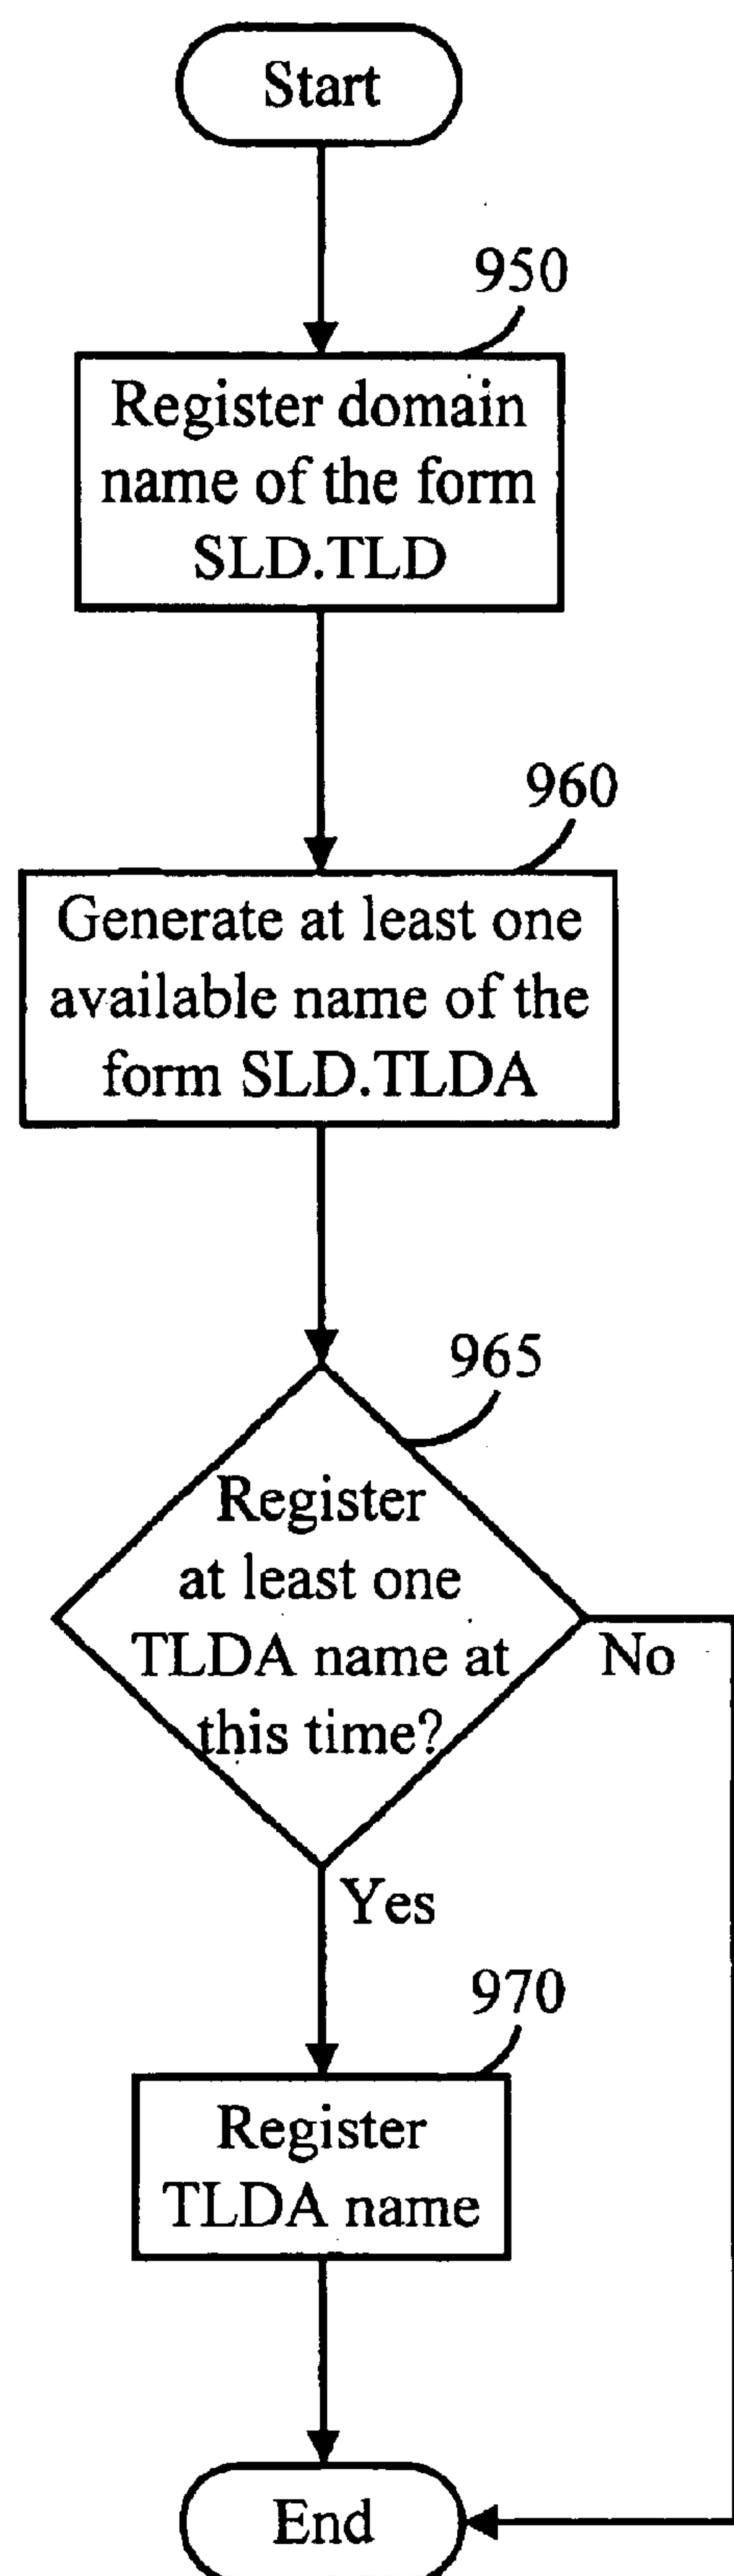 Start
950
Register domain
name of the form
SLD.TLD
960
Generate at least one
available name of the
form SLD.TLDA
965
Register
at least one
TLDA name at
this time?
No
Yes
970
Register
TLDA name
End